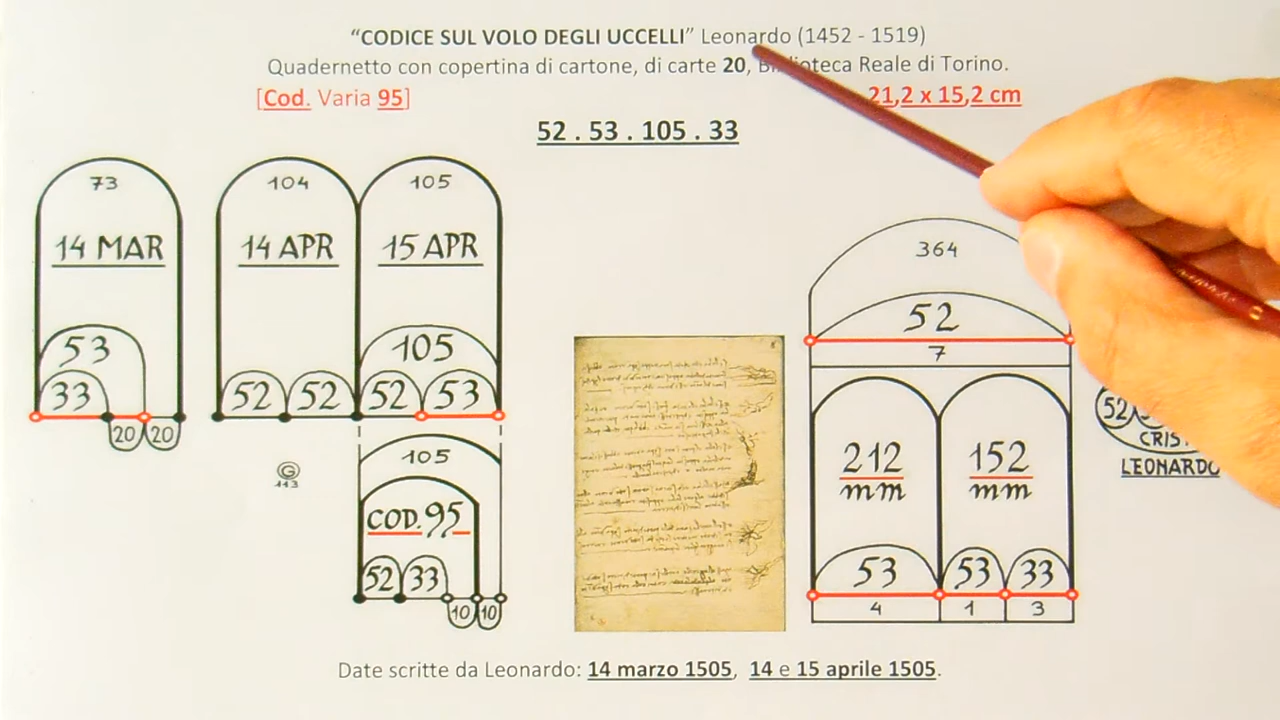 “CODICE SUL VOLO DEGLI UCCELLI” Leonardo (1452 - 1519)
Quadernetto con copertina di cartone, di carte 20, Biblioteca Reale di Torino.
[Cod. Varia 95]
21,2 x 15,2 cm
52 . 53 . 105 . 33
73
14 MAR
53
33
20
20
104
14 APR
52
52
105
15 APR
105
52
53
105
COD. 95
52
33
10
10
G
113
364
52
7
212
mm
152
mm
53
53
33
4
1
3
52
LEONARDO
Date scritte da Leonardo: 14 marzo 1505, 14 e 15 aprile 1505.